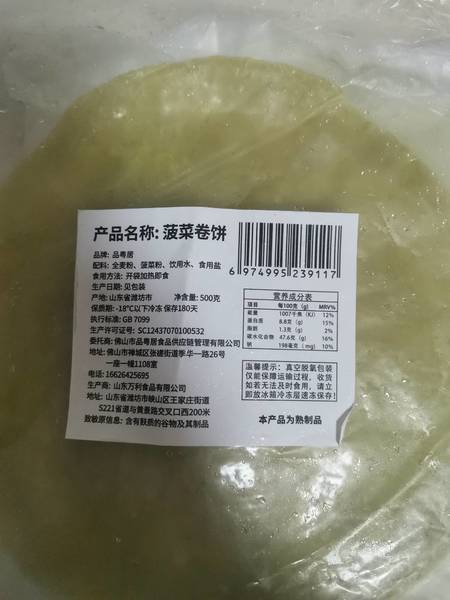 产品名称: 菠菜卷饼
品牌: 品粤居
配料: 全麦粉、菠菜粉、饮用水、食用盐
食用方法: 开袋加热即食
生产日期: 见包装
产地: 山东省潍坊市 净含量: 500克
保质期: -18℃以下冷冻 保存180天
执行标准: GB 7099
生产许可证号: SC12437070100532
委托商: 佛山市品粤居食品供应链管理有限公司
地址: 佛山市禅城区张槎街道季华一路26号
一座一幢1108室
电话: 16626425695
生产商: 山东万利食品有限公司
地址: 山东省潍坊市峡山区王家庄街道
S221省道与黄景路交叉口西200米
致敏原信息: 含有麸质的谷物及其制品
6 974995 239117
营养成分表
项目 每100克 (g) MRV%
能量 1007千焦 (KJ) 12%
蛋白质 8.8克 (g) 15%
脂肪 1.3克 (g) 2%
碳水化合物 47.6克 (g) 16%
钠 198毫克 (mg) 10%
温馨提示: 真空脱氧包装
仅能保障运输过程, 收货
如若无法及时食用, 请立
即放冰箱冷冻层速冻保存!
本产品为熟制品